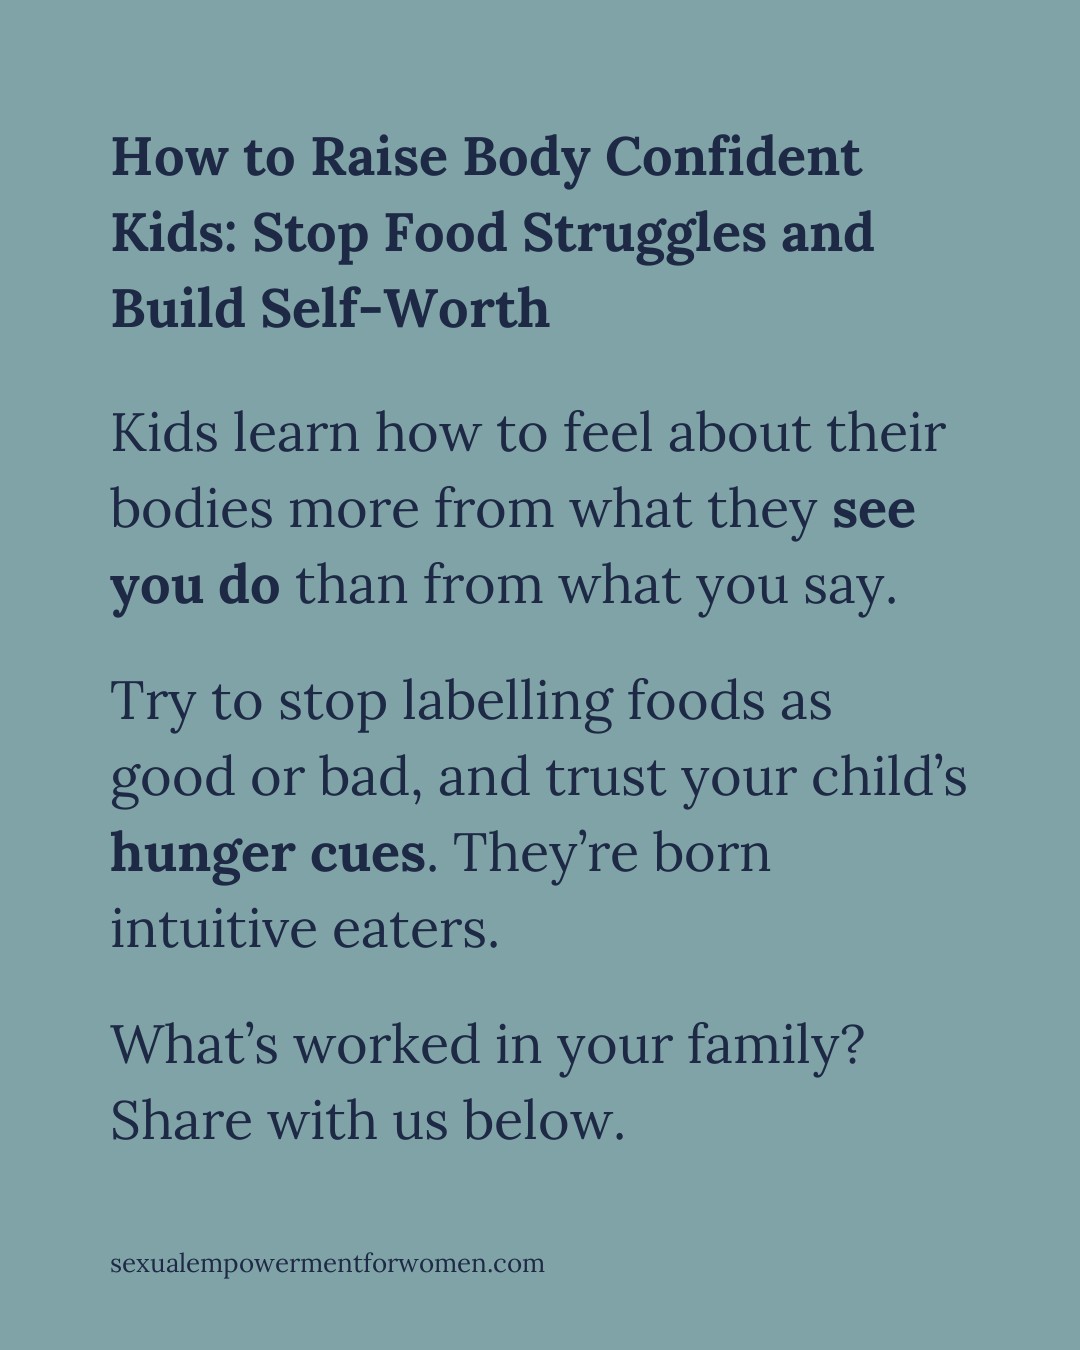 How to Raise Body Confident
Kids: Stop Food Struggles and
Build Self-Worth
Kids learn how to feel about their
bodies more from what they see
you do than from what you say.
Try to stop labelling foods as
good or bad, and trust your child’s
hunger cues. They’re born
intuitive eaters.
What’s worked in your family?
Share with us below.
sexualempowermentforwomen.com